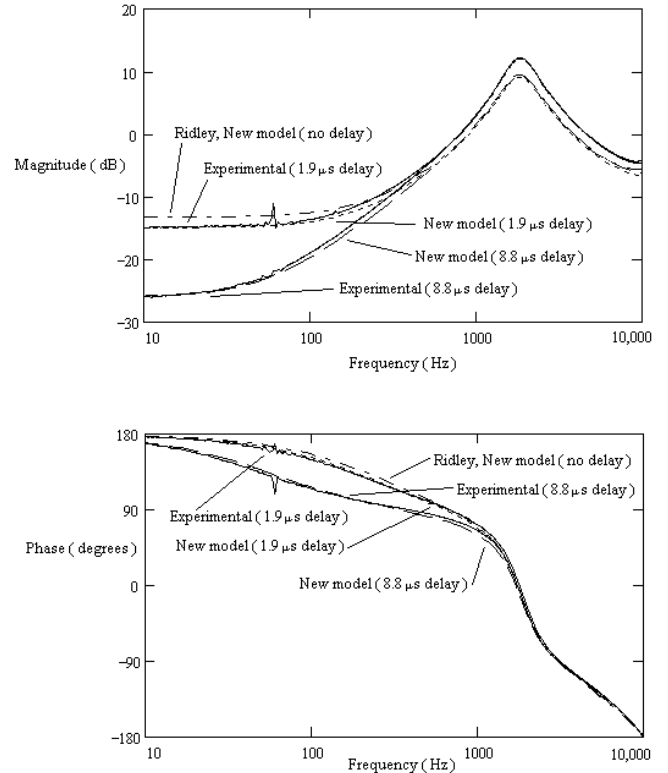 20
10
Ridley, New model ( no delay)
0
Magnitude ( dB)
Experimental ( 1.9 μs delay)
−10
New model ( 1.9 μs delay)
New model ( 8.8 μs delay)
−20
Experimental ( 8.8 μs delay)
−30
10
100
1000
10,000
Frequency ( Hz)
180
Ridley, New model ( no delay)
Experimental ( 8.8 μs delay)
90
Experimental ( 1.9 μs delay)
New model ( 1.9 μs delay)
Phase ( degrees)
New model ( 8.8 μs delay)
0
−90
−180
10
100
1000
10,000
Frequency ( Hz)